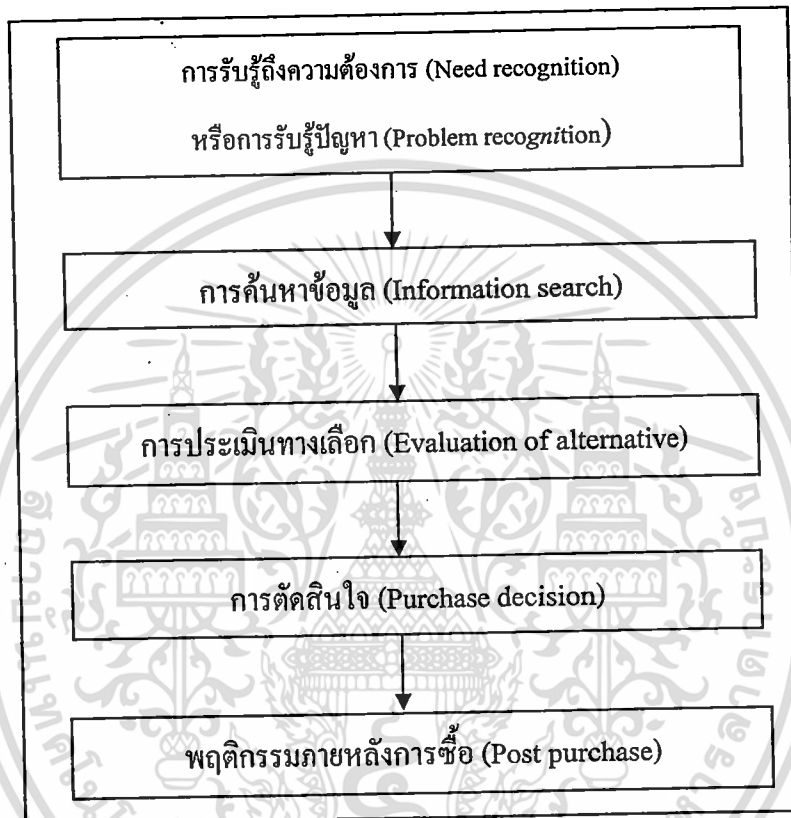 การรับรู้ถึงความต้องการ (Need recognition)
หรือการรับรู้ปัญหา (Problem recognition)
การค้นหาข้อมูล (Information search)
การประเมินทางเลือก (Evaluation of alternative)
การตัดสินใจ (Purchase decision)
พฤติกรรมภายหลังการซื้อ (Post purchase)